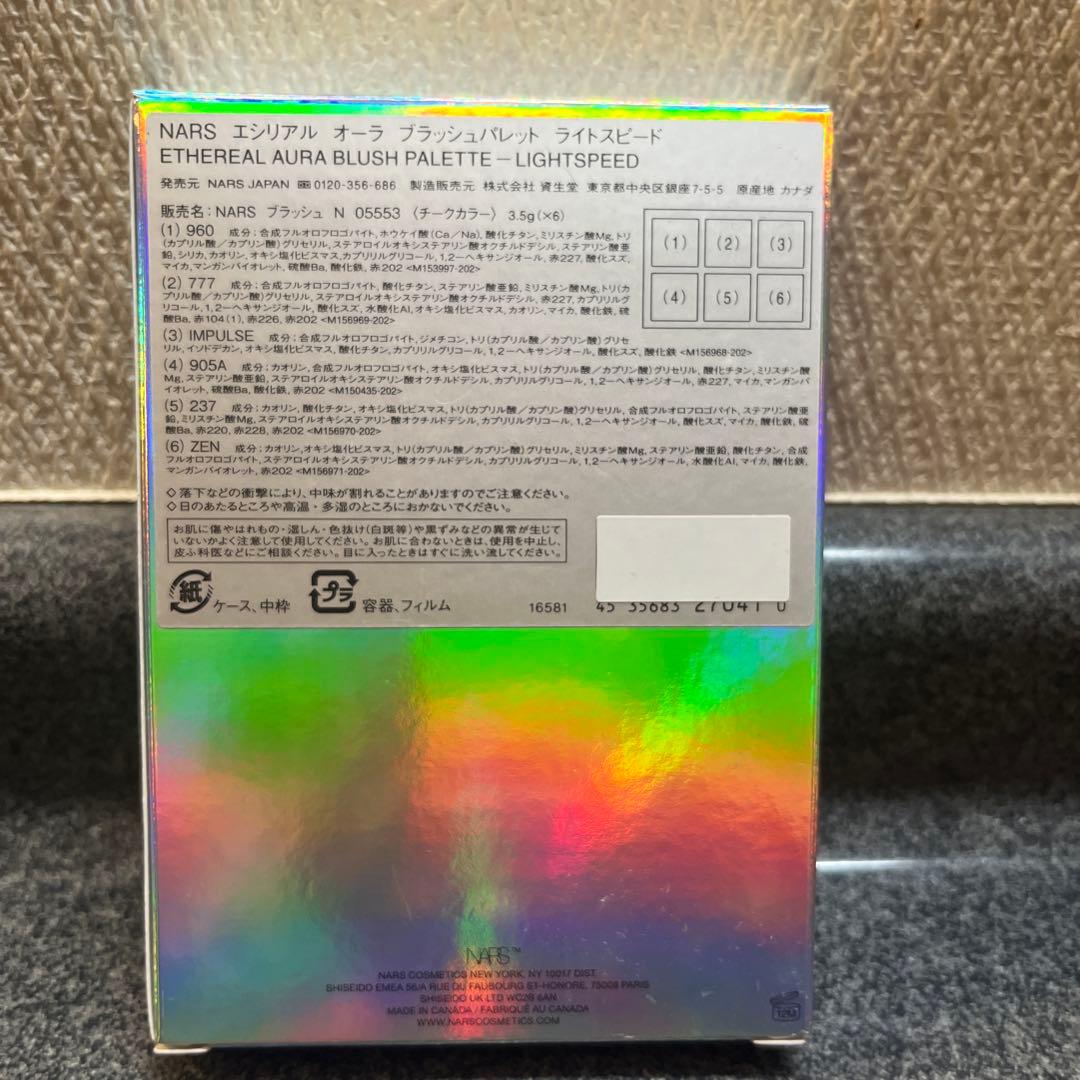 NARS エシリアル オーラ ブラッシュパレット ライトスピード
ETHEREAL AURA BLUSH PALETTE－LIGHTSPEED
発売元 NARS JAPAN 0120-356-686 製造販売元 株式会社 資生堂 東京都中央区銀座7-5-5 原産地 カナダ
販売名：NARS ブラッシュ N 05553 〈チークカラー〉 3.5g（×6）
（1）960 成分：合成フルオロフロゴパイト，ホウケイ酸（Ca／Na），酸化チタン，ミリスチン酸Mg，トリ
（カプリル酸／カプリン酸）グリセリル，ステアロイルオキシステアリン酸オクチルドデシル，ステアリン酸亜
鉛，シリカ，カオリン，オキシ塩化ビスマス，カプリリルグリコール，1，2－ヘキサンジオール，赤227，酸化スズ，
マイカ，マンガンバイオレット，硫酸Ba，酸化鉄，赤202 <M153997-202>
（2）777 成分：合成フルオロフロゴパイト，酸化チタン，ステアリン酸亜鉛，ミリスチン酸Mg，トリ（カ
プリル酸／カプリン酸）グリセリル，ステアロイルオキシステアリン酸オクチルドデシル，赤227，カプリリルグ
リコール，1，2－ヘキサンジオール，酸化スズ，水酸化Al，オキシ塩化ビスマス，カオリン，マイカ，酸化鉄，硫
酸Ba，赤104（1），赤226，赤202 <M156969-202>
（3）IMPULSE 成分：合成フルオロフロゴパイト，ジメチコン，トリ（カプリル酸／カプリン酸）グリセ
リル，イソドデカン，オキシ塩化ビスマス，酸化チタン，カプリリルグリコール，1，2－ヘキサンジオール，酸化スズ，酸化鉄 <M156968-202>
（4）905A 成分：カオリン，合成フルオロフロゴパイト，オキシ塩化ビスマス，トリ（カプリル酸／カプリン酸）グリセリル，酸化チタン，ミリスチン酸
Mg，ステアリン酸亜鉛，ステアロイルオキシステアリン酸オクチルドデシル，カプリリルグリコール，1，2－ヘキサンジオール，赤227，マイカ，マンガンバ
イオレット，硫酸Ba，酸化鉄 <M150435-202>
（5）237 成分：カオリン，酸化チタン，オキシ塩化ビスマス，トリ（カプリル酸／カプリン酸）グリセリル，合成フルオロフロゴパイト，ステアリン酸亜
鉛，ミリスチン酸Mg，ステアロイルオキシステアリン酸オクチルドデシル，カプリリルグリコール，1，2－ヘキサンジオール，酸化スズ，マイカ，酸化鉄，硫
酸Ba，赤220，赤228，赤202 <M156970-202>
（6）ZEN 成分：カオリン，オキシ塩化ビスマス，トリ（カプリル酸／カプリン酸）グリセリル，ミリスチン酸Mg，ステアリン酸亜鉛，酸化チタン，合成
フルオロフロゴパイト，ステアロイルオキシステアリン酸オクチルドデシル，カプリリルグリコール，1，2－ヘキサンジオール，水酸化Al，マイカ，酸化鉄，
マンガンバイオレット，赤202 <M156971-202>
（1） （2） （3）
（4） （5） （6）
◇落下などの衝撃により、中味が割れることがありますのでご注意ください。
◇日のあたるところや高温・多湿のところにおかないでください。
お肌に傷やはれもの・湿しん・色抜け（白斑等）や黒ずみなどの異常が生じて
いないかよく注意して使用してください。お肌に合わないときは、使用を中止し、
皮ふ科医などにご相談ください。目に入ったときはすぐに洗い流してください。
紙 ケース、中枠 プラ 容器、フィルム 16581 45 35683 27041 0
NARS™
NARS COSMETICS NEW YORK, NY 10017 DIST.
SHISEIDO EMEA 56/A RUE DU FAUBOURG ST-HONORE, 75008 PARIS
SHISEIDO UK LTD WC2B 6AN
MADE IN CANADA / FABRIQUÉ AU CANADA
WWW.NARSCOSMETICS.COM
12M